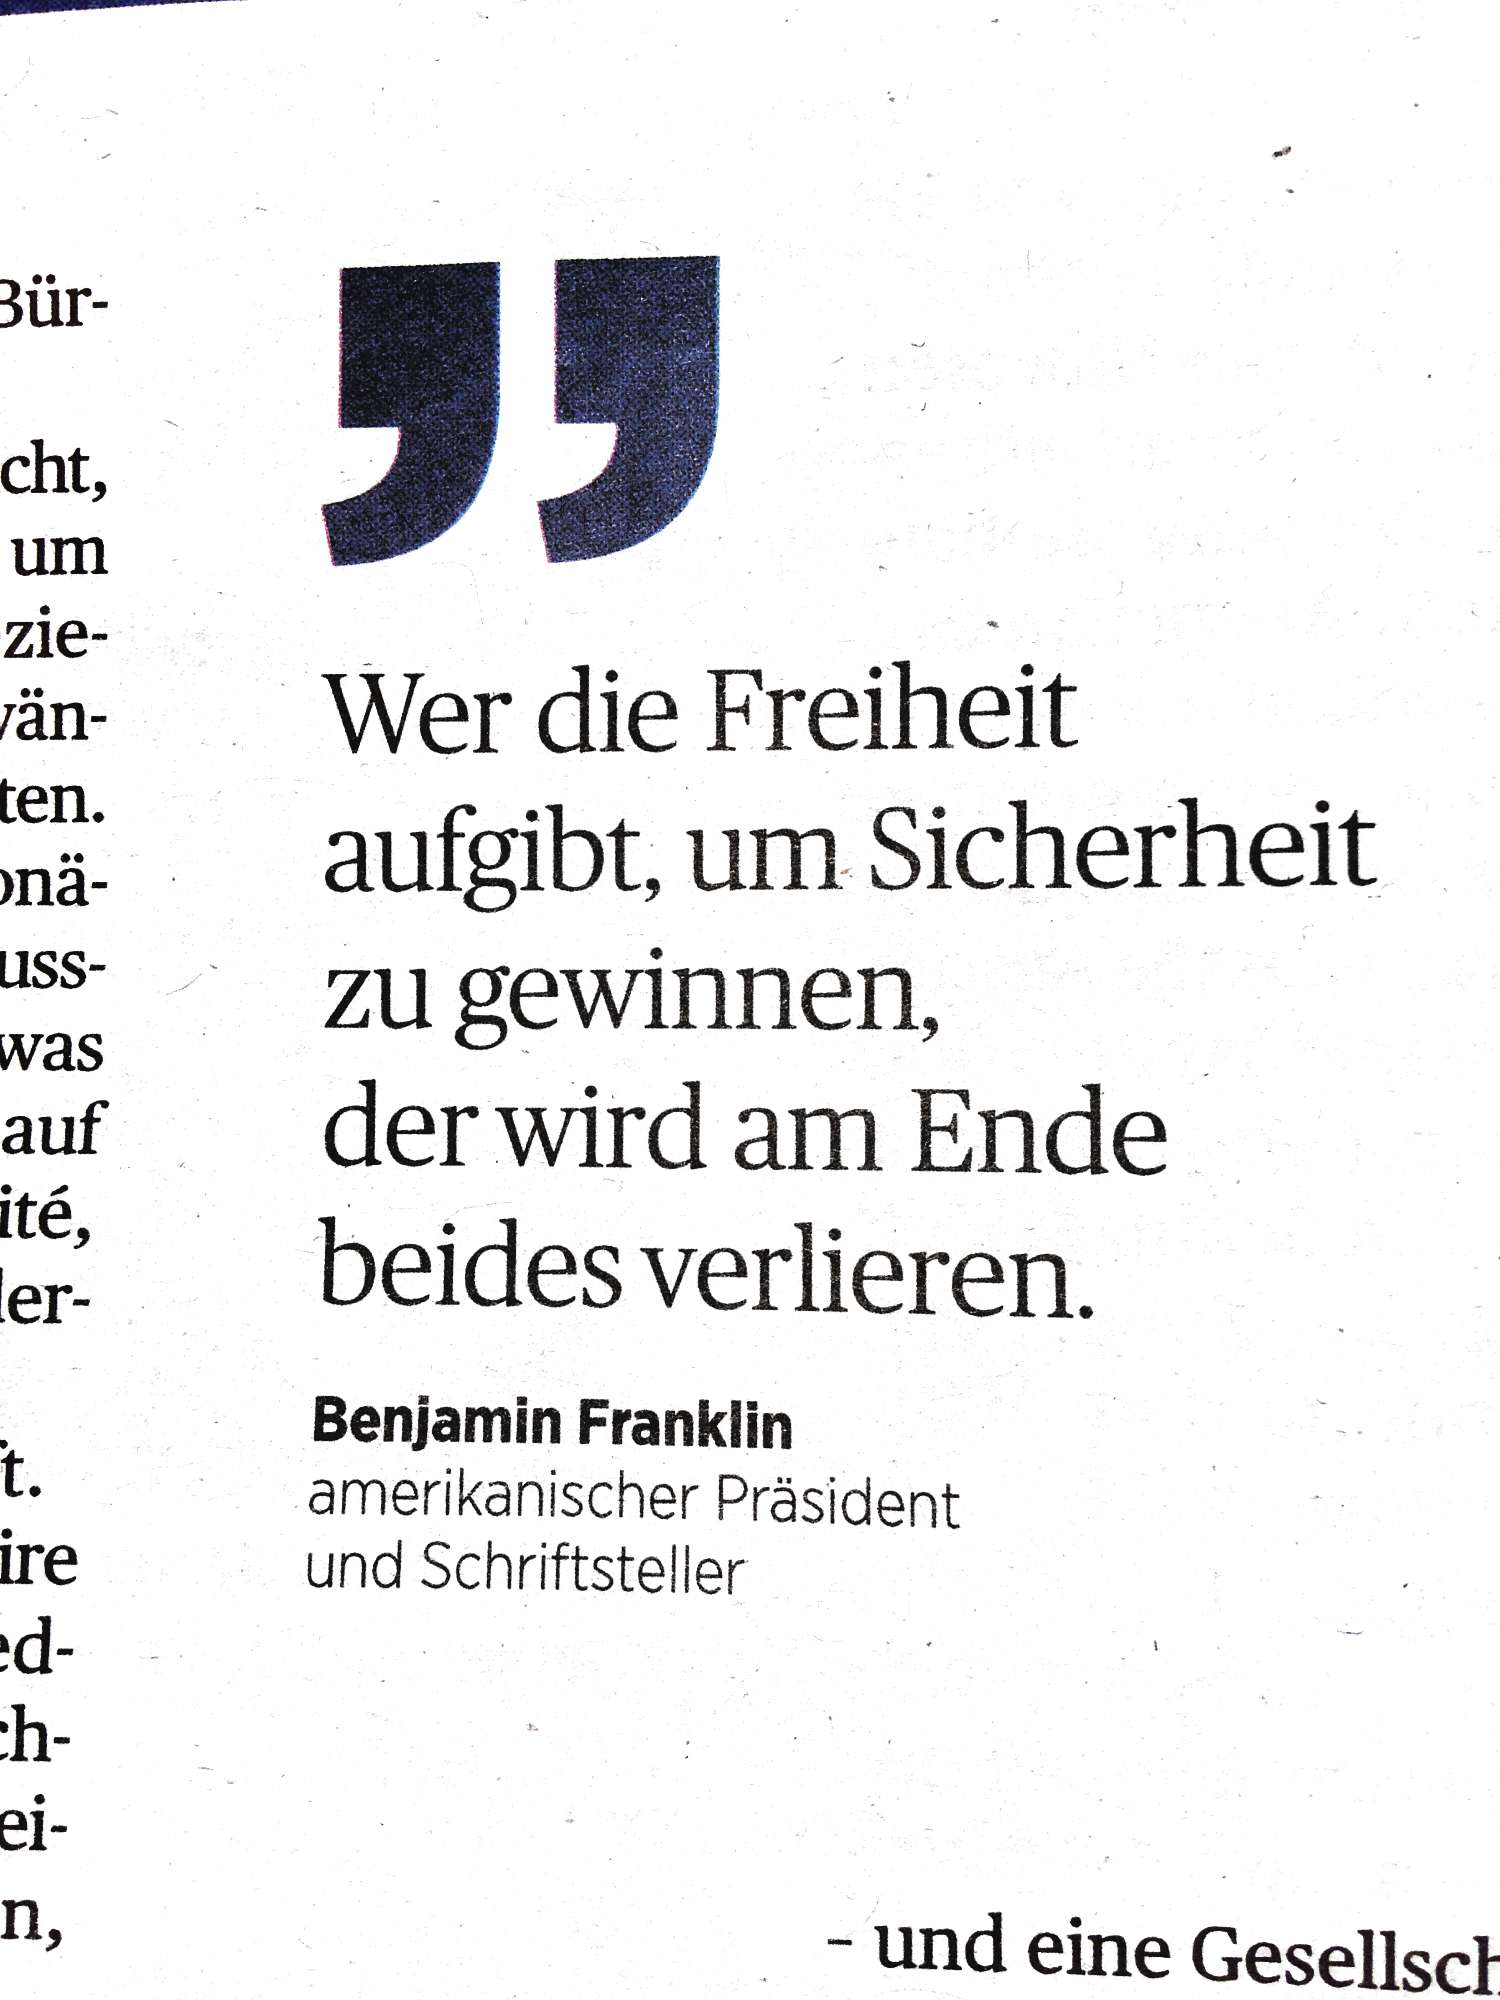 Bür-
cht,
um
zie-
wän-
ten.
onä-
uss-
was
auf
ité,
der-
ft.
ire
ed-
ch-
ei-
n,
"
Wer die Freiheit
aufgibt, um Sicherheit
zu gewinnen,
der wird am Ende
beides verlieren.
Benjamin Franklin
amerikanischer Präsident
und Schriftsteller
- und eine Gesellsch